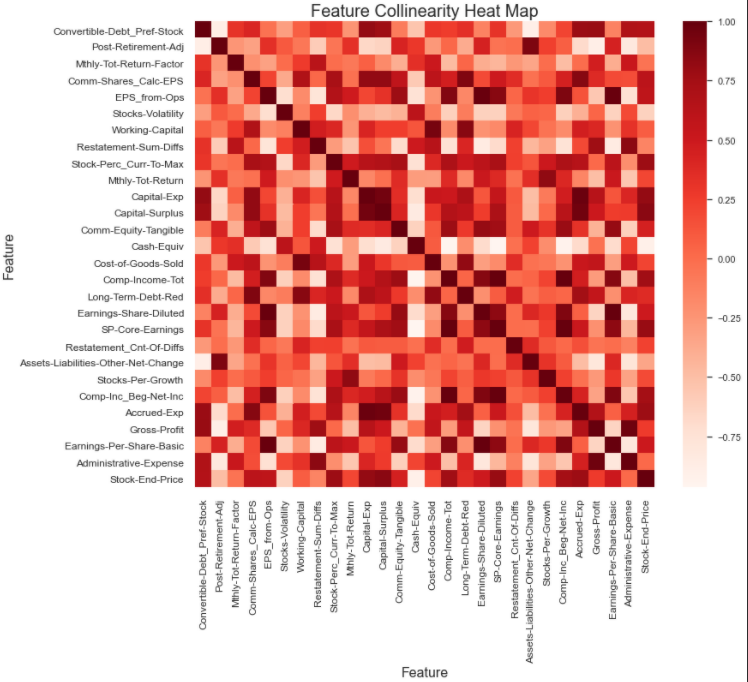 Feature Collinearity Heat Map
Feature
Convertible-Debt_Pref-Stock
Post-Retirement-Adj
Mthly-Tot-Return-Factor
Comm-Shares_Calc-EPS
EPS_from-Ops
Stocks-Volatility
Working-Capital
Restatement-Sum-Diffs
Stock-Perc_Curr-To-Max
Mthly-Tot-Return
Capital-Exp
Capital-Surplus
Comm-Equity-Tangible
Cash-Equiv
Cost-of-Goods-Sold
Comp-Income-Tot
Long-Term-Debt-Red
Earnings-Share-Diluted
SP-Core-Earnings
Restatement_Cnt-Of-Diffs
Assets-Liabilities-Other-Net-Change
Stocks-Per-Growth
Comp-Inc_Beg-Net-Inc
Accrued-Exp
Gross-Profit
Earnings-Per-Share-Basic
Administrative-Expense
Stock-End-Price
1.00
0.75
0.50
0.25
0.00
−0.25
−0.50
−0.75
Convertible-Debt_Pref-Stock
Post-Retirement-Adj
Mthly-Tot-Return-Factor
Comm-Shares_Calc-EPS
EPS_from-Ops
Stocks-Volatility
Working-Capital
Restatement-Sum-Diffs
Stock-Perc_Curr-To-Max
Mthly-Tot-Return
Capital-Exp
Capital-Surplus
Comm-Equity-Tangible
Cash-Equiv
Cost-of-Goods-Sold
Comp-Income-Tot
Long-Term-Debt-Red
Earnings-Share-Diluted
SP-Core-Earnings
Restatement_Cnt-Of-Diffs
Assets-Liabilities-Other-Net-Change
Stocks-Per-Growth
Comp-Inc_Beg-Net-Inc
Accrued-Exp
Gross-Profit
Earnings-Per-Share-Basic
Administrative-Expense
Stock-End-Price
Feature